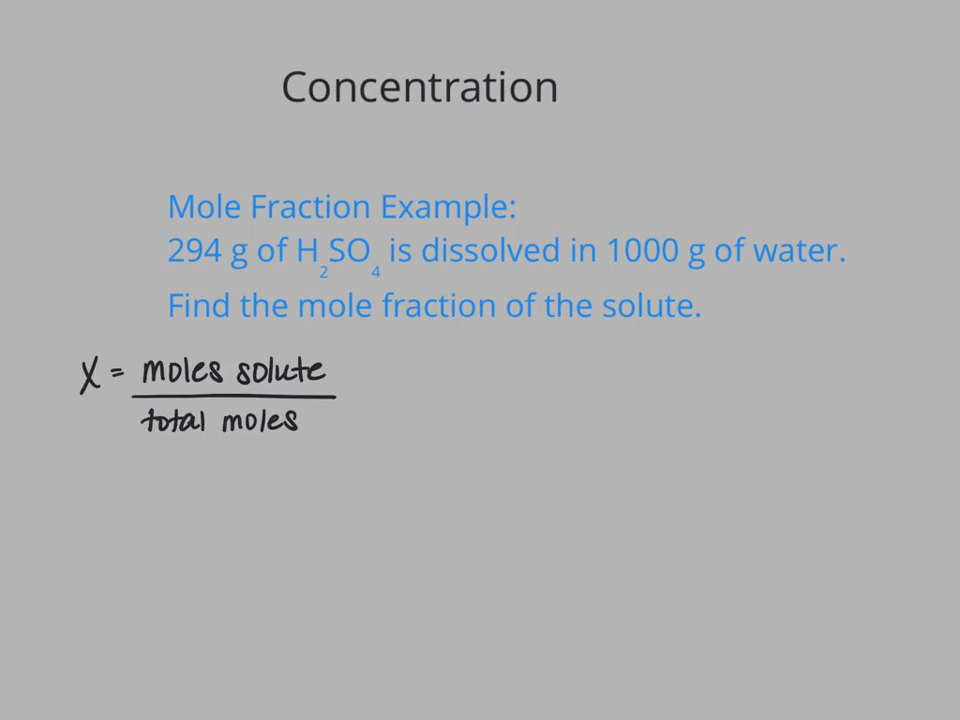 Concentration
Mole Fraction Example:
294 g of H₂SO₄ is dissolved in 1000 g of water.
Find the mole fraction of the solute.
X = moles solute
total moles